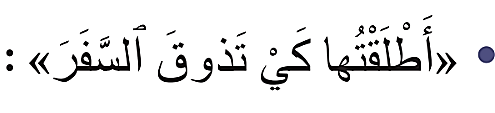 • «أَطْلَقْتُها كَيْ تَذوقَ ٱلسَّفَرَ» :